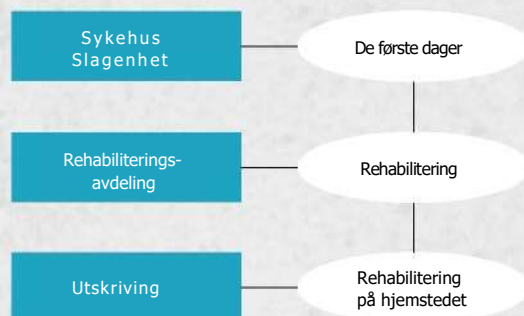 Sykehus
Slagenhet
De første dager
Rehabiliterings-
avdeling
Rehabilitering
Utskriving
Rehabilitering
på hjemstedet